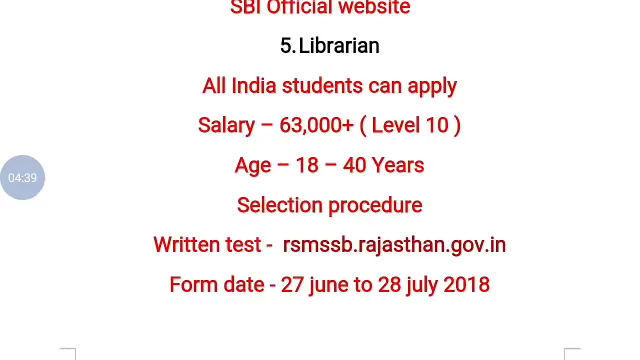 SBI Official website
5.Librarian
All India students can apply
Salary – 63,000+ ( Level 10 )
Age – 18 – 40 Years
04:39
Selection procedure
Written test - rsmssb.rajasthan.gov.in
Form date - 27 june to 28 july 2018